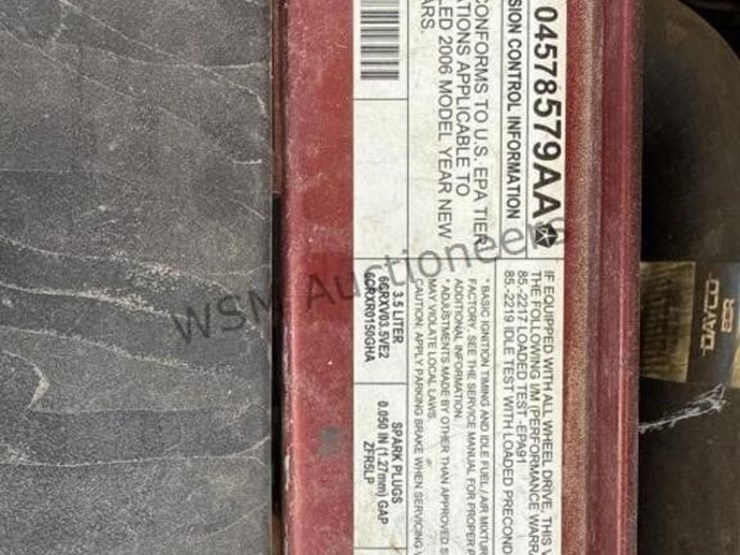 04578579AA
SION CONTROL INFORMATION
CONFORMS TO U.S. EPA TIER
ATIONS APPLICABLE TO
LED 2006 MODEL YEAR NEW
ARS.
IF EQUIPPED WITH ALL WHEEL DRIVE, THIS V
THE FOLLOWING I/M (PERFORMANCE WARR
85.-2217 LOADED TEST -EPA91
85.-2219 IDLE TEST WITH LOADED PRECOND
* BASIC IGNITION TIMING AND IDLE FUEL / AIR MIXTUR
FACTORY. SEE THE SERVICE MANUAL FOR PROPER P
ADDITIONAL INFORMATION.
* ADJUSTMENTS MADE BY OTHER THAN APPROVED S
MAY VIOLATE LOCAL LAWS.
CAUTION: APPLY PARKING BRAKE WHEN SERVICING V
3.5 LITER
6CRXV03.5VE2
6CRXR0150GHA
SPARK PLUGS
0.050 IN (1.27mm) GAP
ZFR5LP
DAYCO
WSM Auctioneers